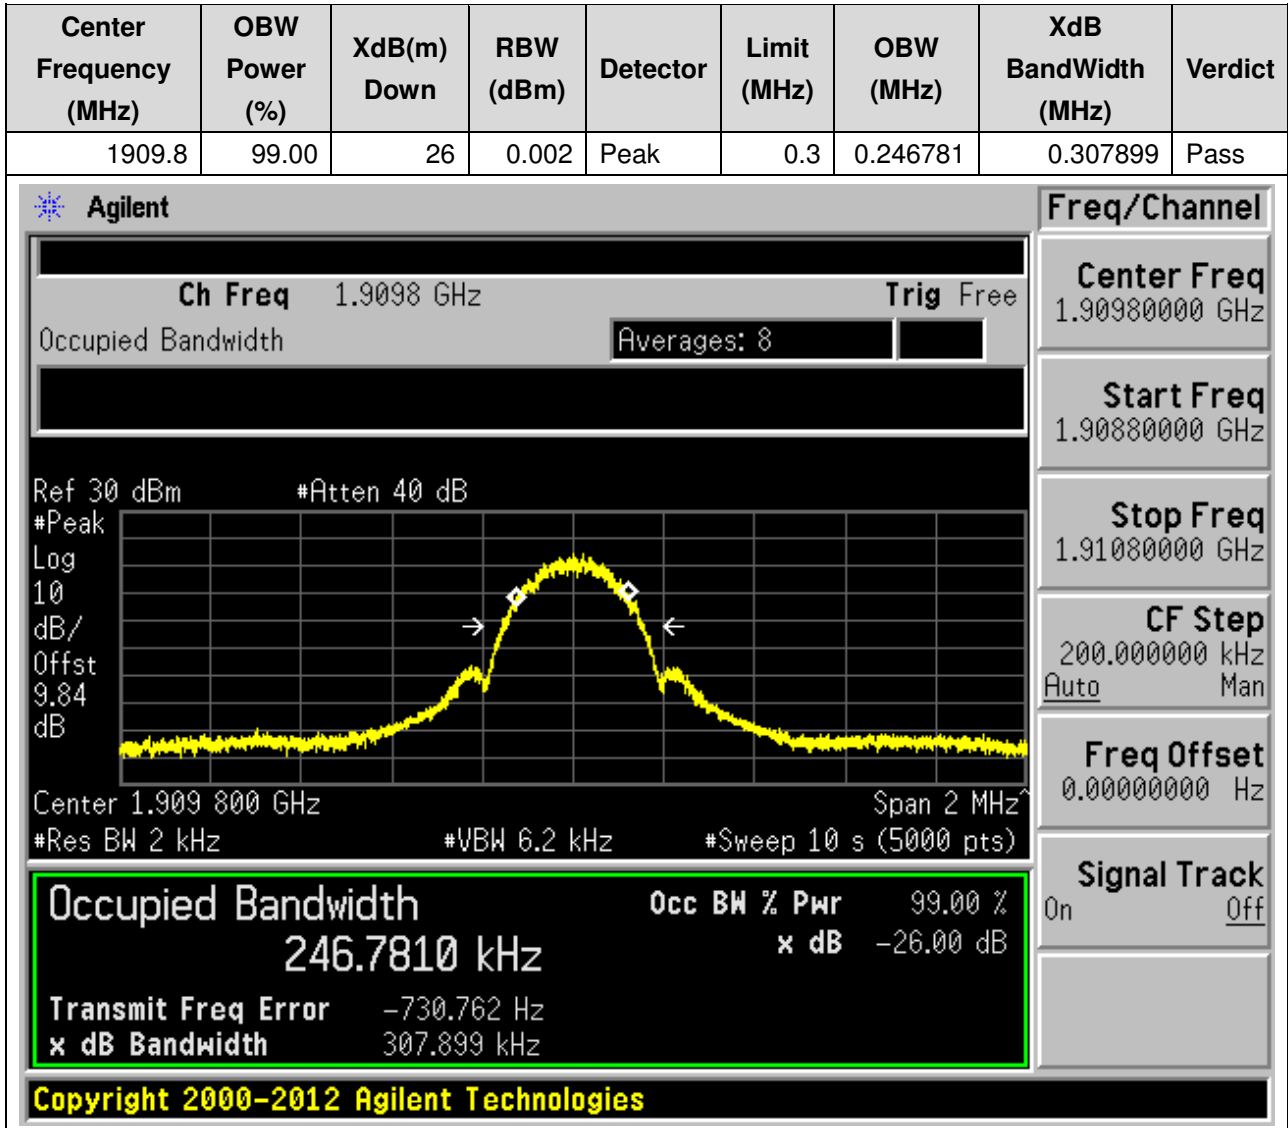 Center Frequency (MHz) OBW Power (%) XdB(m) Down RBW (dBm) Detector Limit (MHz) OBW (MHz) XdB BandWidth (MHz) Verdict
1909.8 99.00 26 0.002 Peak 0.3 0.246781 0.307899 Pass
Agilent
Freq/Channel
Ch Freq 1.9098 GHz Trig Free
Occupied Bandwidth Averages: 8
Ref 30 dBm #Atten 40 dB
#Peak
Log
10
dB/
Offst
9.84
dB
Center 1.909 800 GHz Span 2 MHz^
#Res BW 2 kHz #VBW 6.2 kHz #Sweep 10 s (5000 pts)
Occupied Bandwidth Occ BW % Pwr 99.00 %
246.7810 kHz x dB -26.00 dB
Transmit Freq Error -730.762 Hz
x dB Bandwidth 307.899 kHz
Center Freq
1.90980000 GHz
Start Freq
1.90880000 GHz
Stop Freq
1.91080000 GHz
CF Step
200.000000 kHz
Auto Man
Freq Offset
0.00000000 Hz
Signal Track
On Off
Copyright 2000-2012 Agilent Technologies